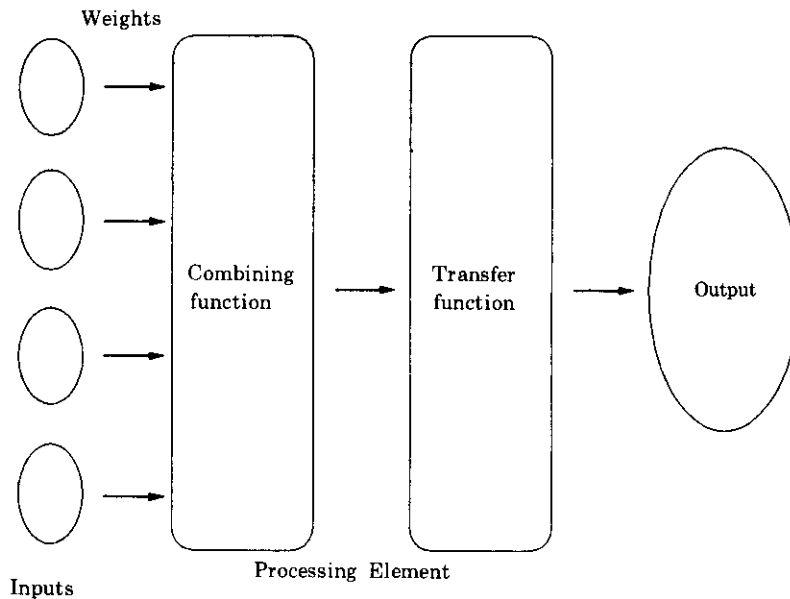 Weights
Combining
function
Transfer
function
Output
Processing Element
Inputs